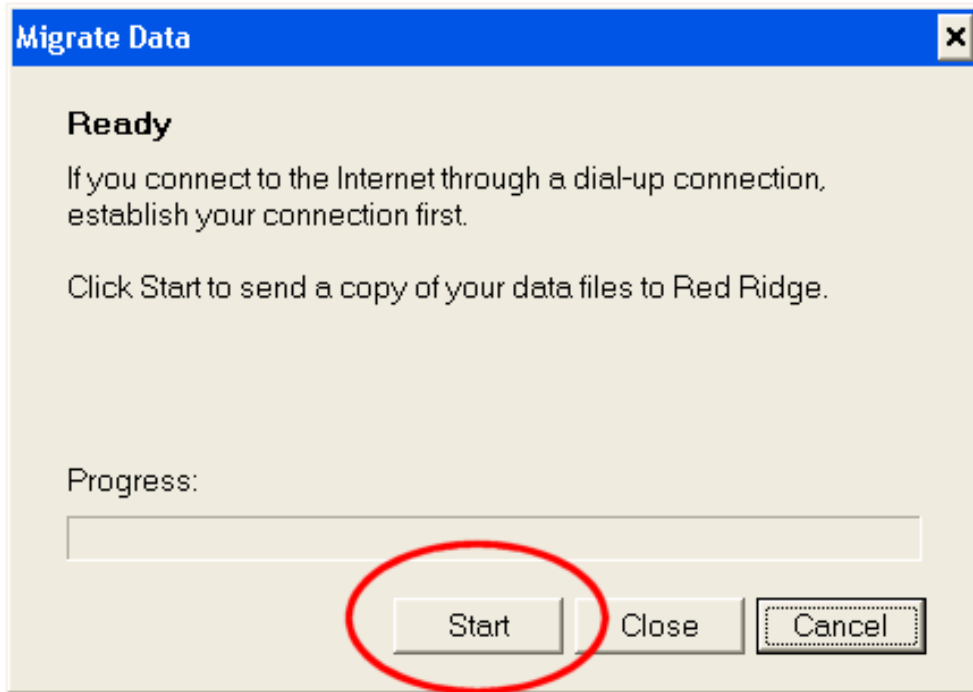 Migrate Data
Ready
If you connect to the Internet through a dial-up connection,
establish your connection first.
Click Start to send a copy of your data files to Red Ridge.
Progress:
Start Close Cancel